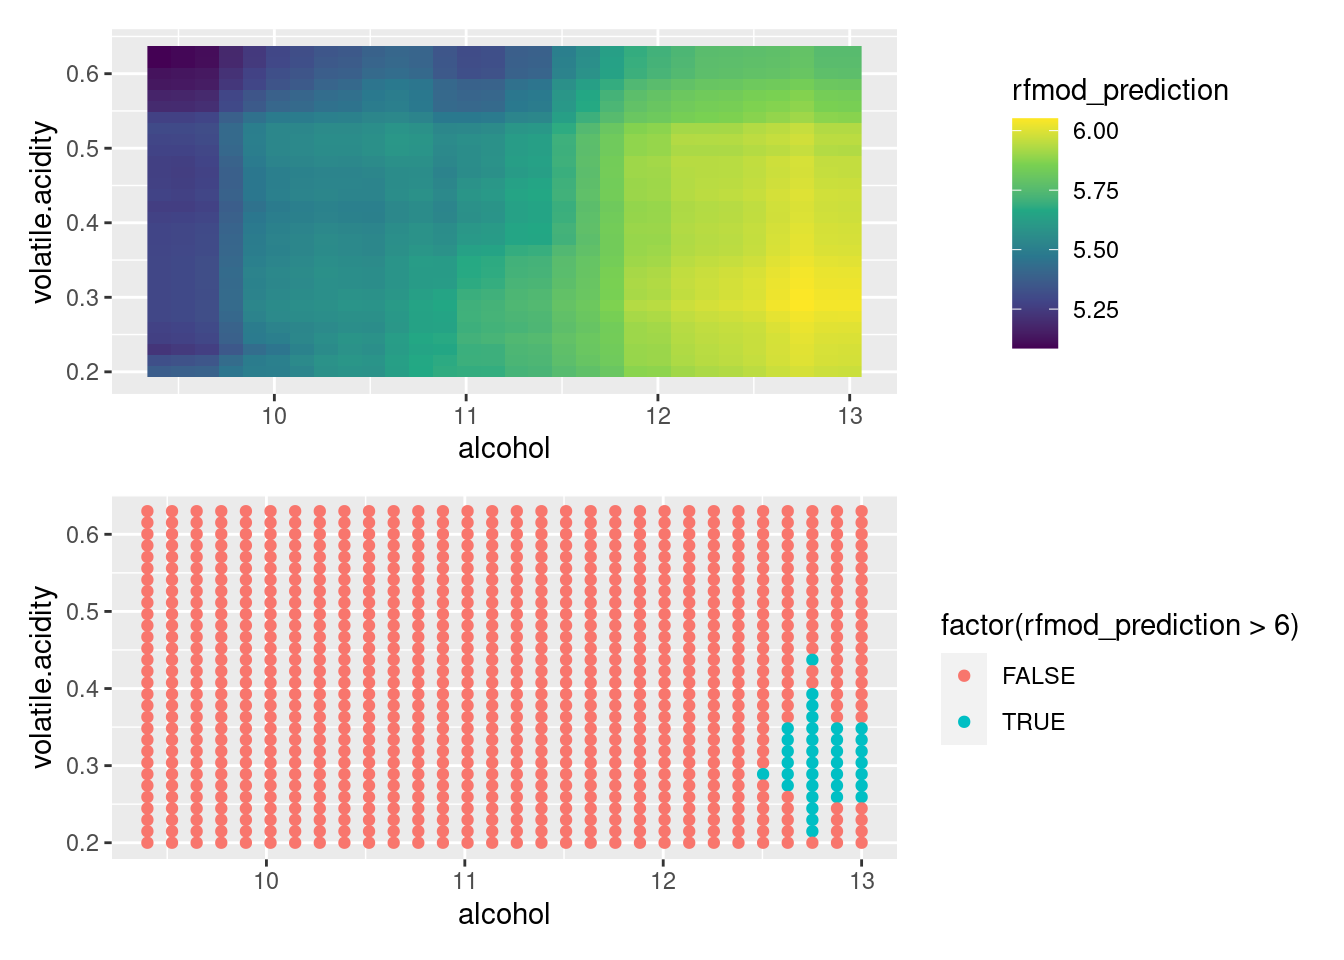 rfmod_prediction
6.00
5.75
5.50
5.25
volatile.acidity
0.6
0.5
0.4
0.3
0.2
10 11 12 13
alcohol
volatile.acidity
0.6
0.5
0.4
0.3
0.2
10 11 12 13
alcohol
factor(rfmod_prediction > 6)
FALSE
TRUE